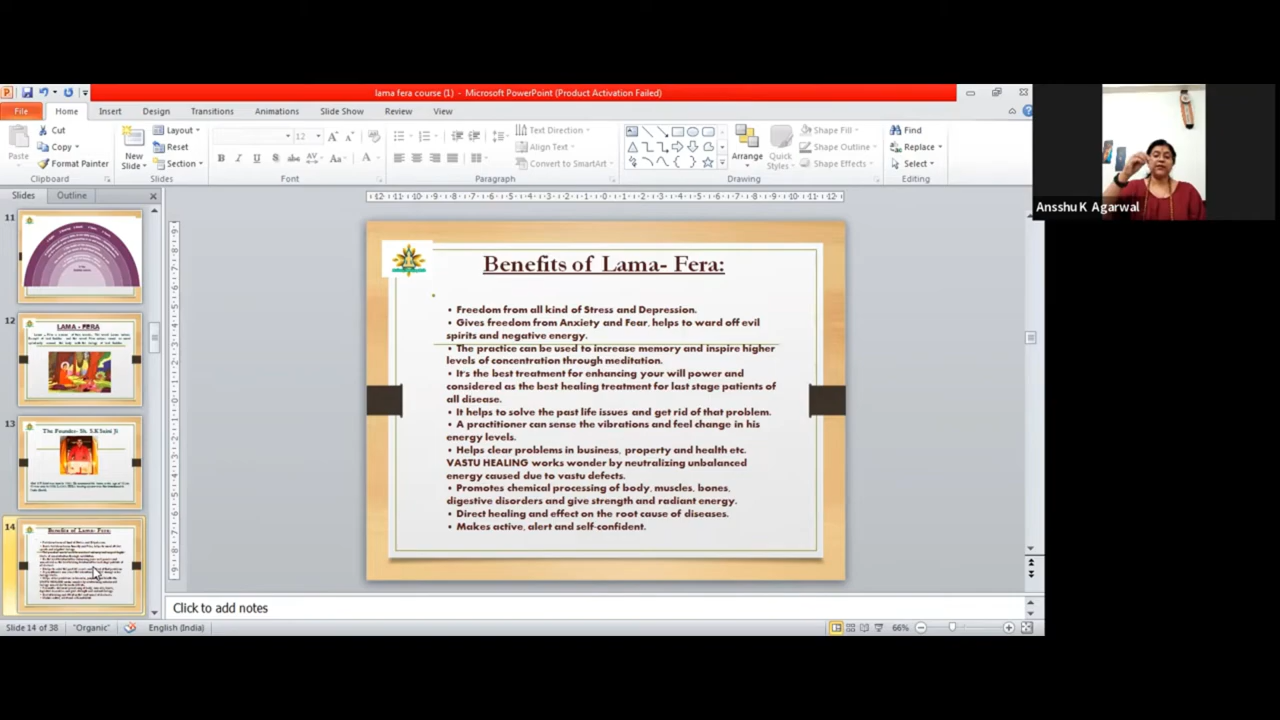 lama fera course (1) - Microsoft PowerPoint (Product Activation Failed)
File Home Insert Design Transitions Animations Slide Show Review View
Cut
Copy
Format Painter
Paste
Clipboard
New
Slide
Layout
Reset
Section
Slides
12
Font
Text Direction
Align Text
Convert to SmartArt
Paragraph
Arrange
Quick
Styles
Shape Fill
Shape Outline
Shape Effects
Drawing
Find
Replace
Select
Editing
Slides Outline
11
12
LAMA - FERA
13
The Founder- Sh. S.K Saini Ji
14
Benefits of Lama- Fera:
Benefits of Lama- Fera:
• Freedom from all kind of Stress and Depression.
• Gives freedom from Anxiety and Fear, helps to ward off evil
spirits and negative energy.
• The practice can be used to increase memory and inspire higher
levels of concentration through meditation.
• It's the best treatment for enhancing your will power and
considered as the best healing treatment for last stage patients of
all disease.
• It helps to solve the past life issues and get rid of that problem.
• A practitioner can sense the vibrations and feel change in his
energy levels.
• Helps clear problems in business, property and health etc.
VASTU HEALING works wonder by neutralizing unbalanced
energy caused due to vastu defects.
• Promotes chemical processing of body, muscles, bones,
digestive disorders and give strength and radiant energy.
• Direct healing and effect on the root cause of diseases.
• Makes active, alert and self-confident.
Click to add notes
Slide 14 of 38 "Organic" English (India) 66%
Ansshu K Agarwal